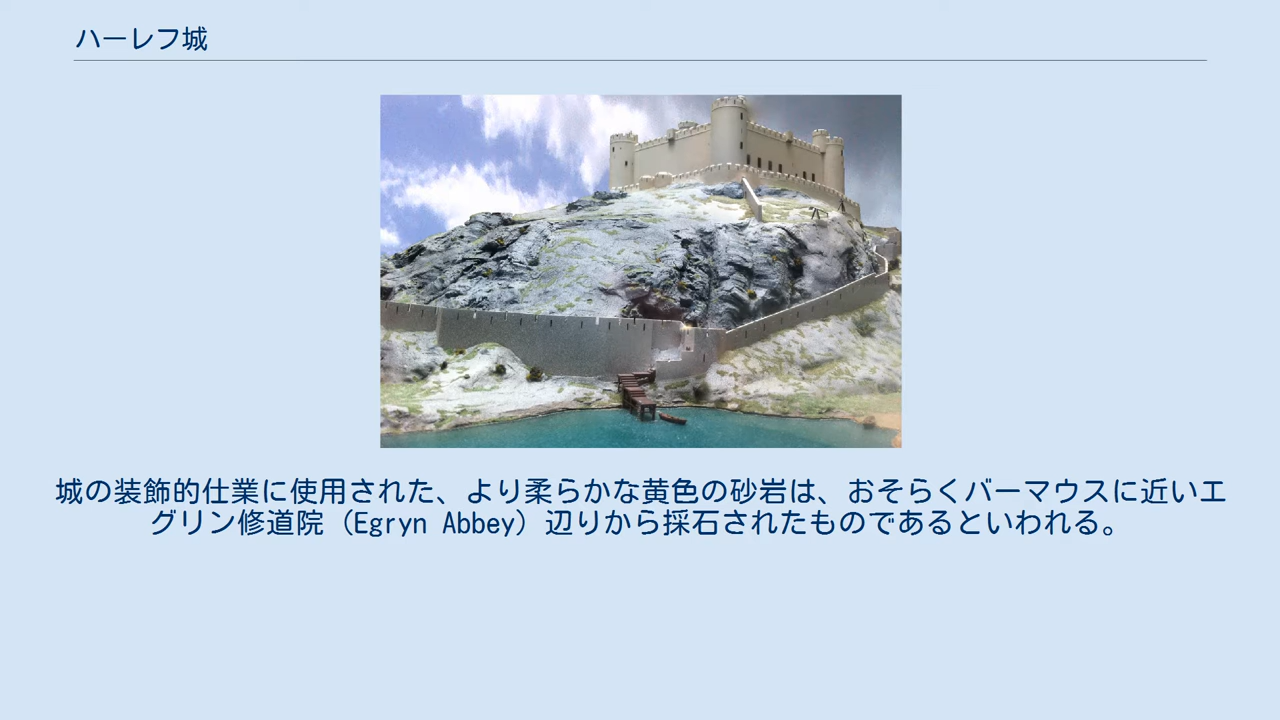 ハーレフ城
城の装飾的仕業に使用された、より柔らかな黄色の砂岩は、おそらくバーマウスに近いエ
グリン修道院（Egryn Abbey）辺りから採石されたものであるといわれる。